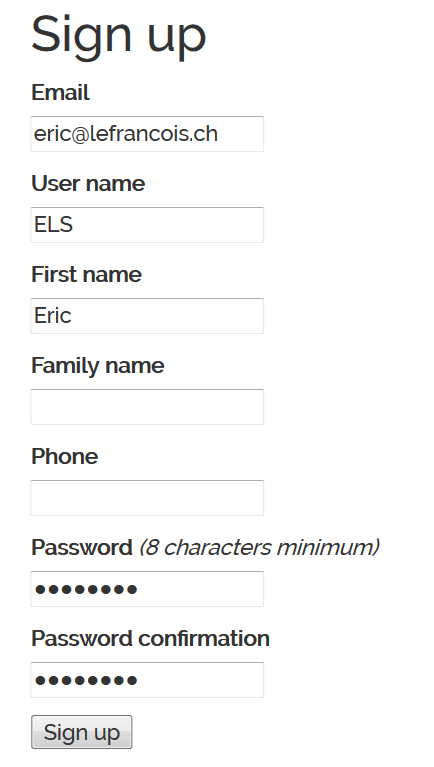 Sign up
Email
eric@lefrancois.ch
User name
ELS
First name
Eric
Family name
Phone
Password (8 characters minimum)
••••••••
Password confirmation
••••••••
Sign up